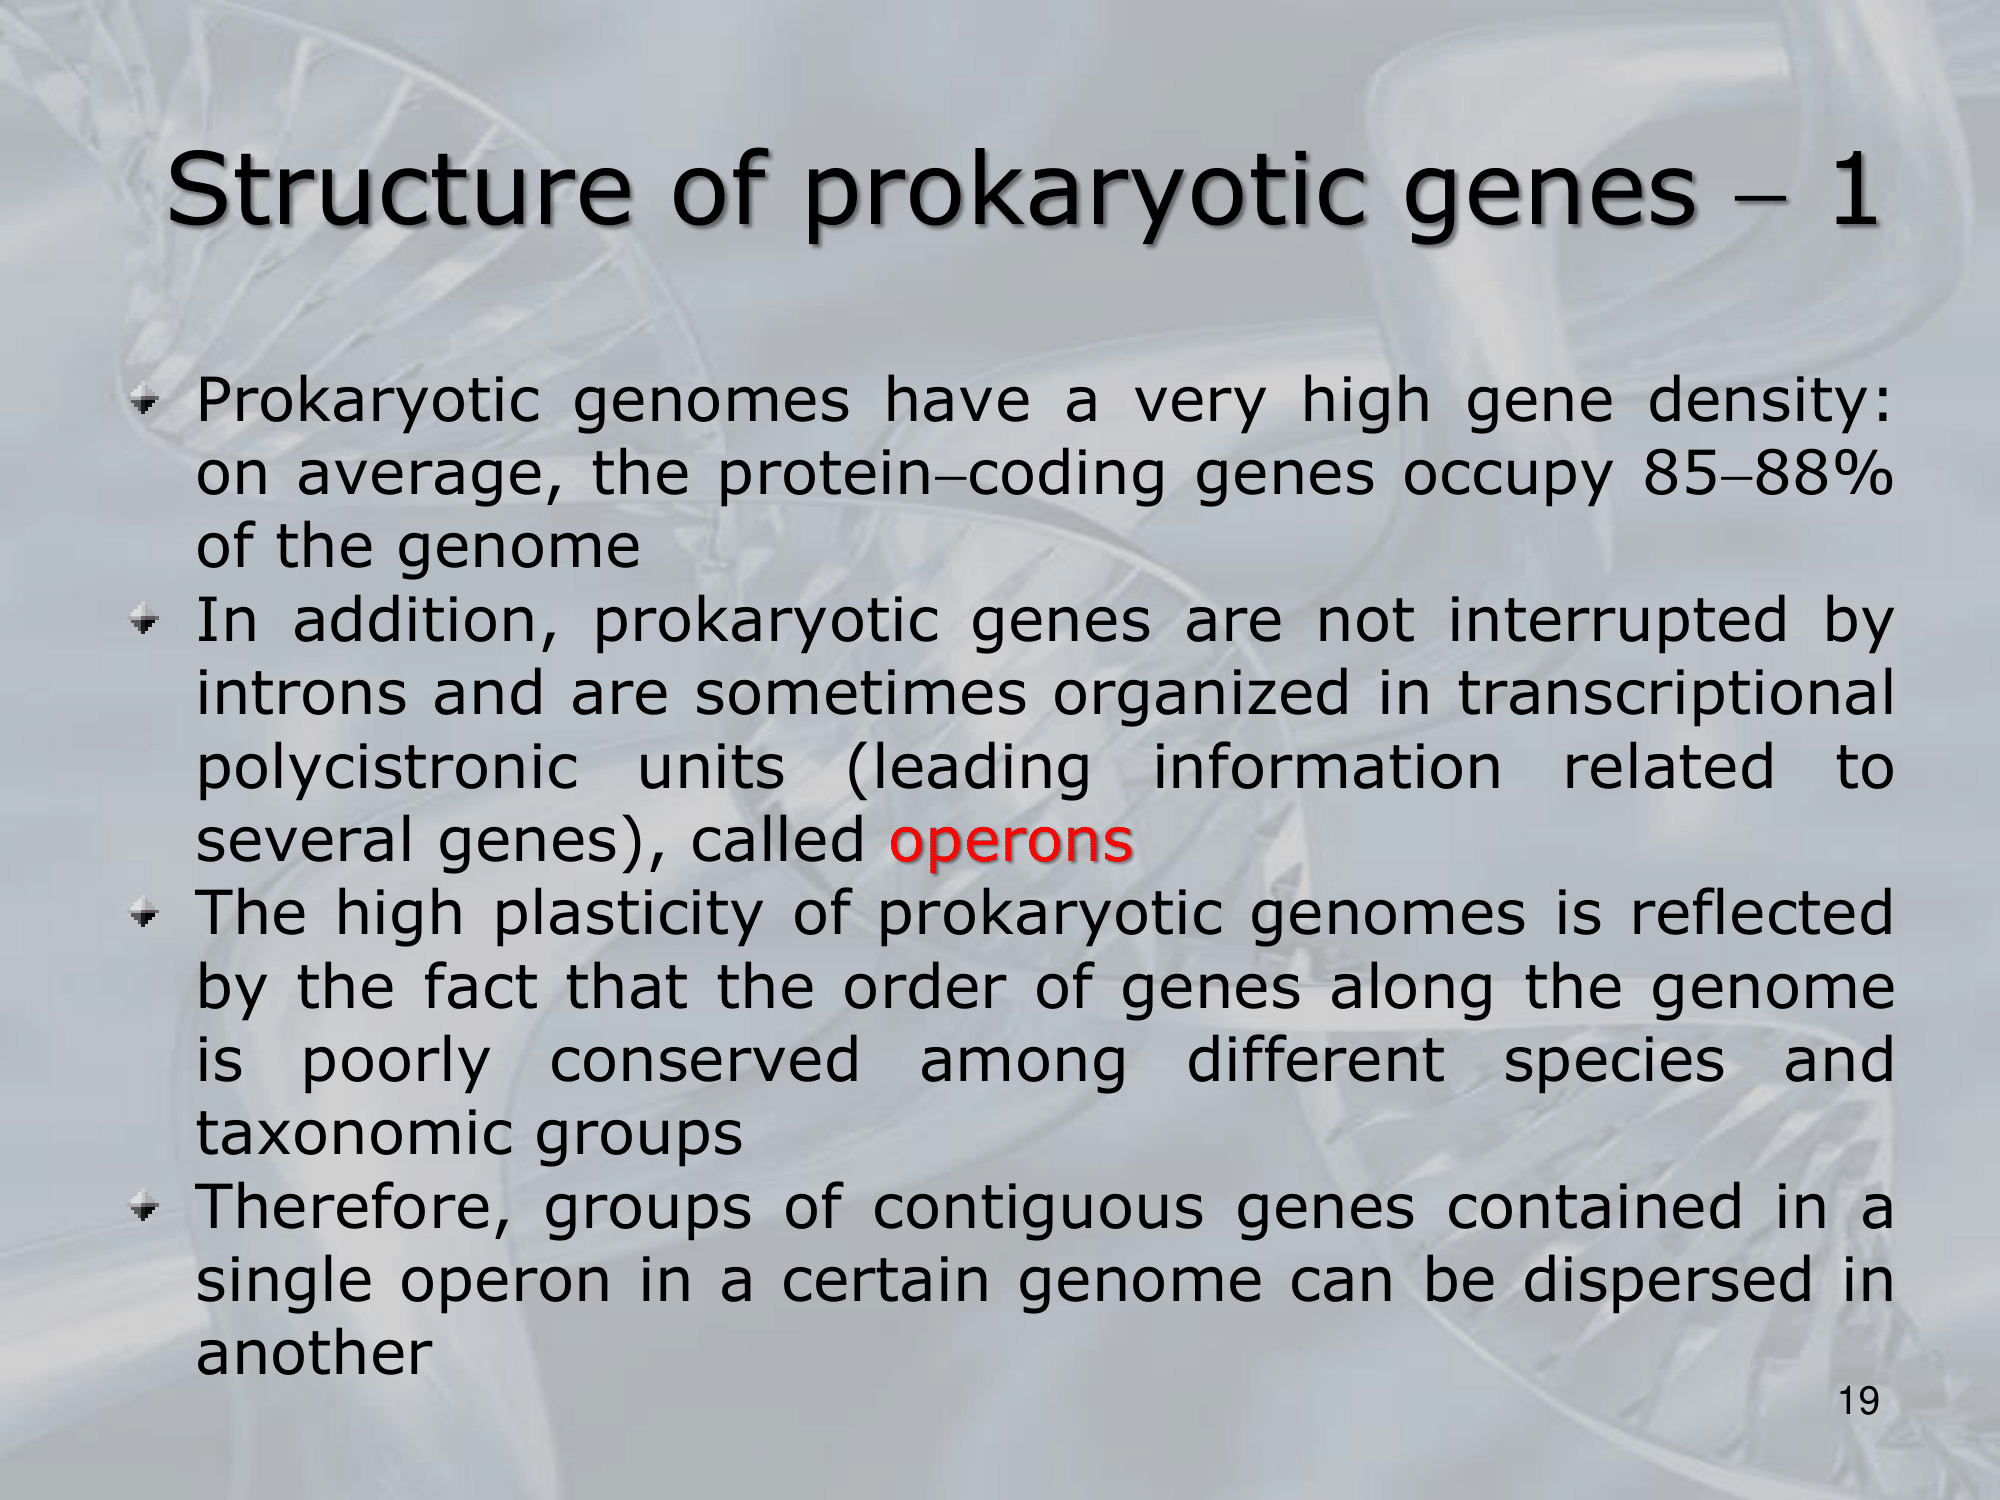 Structure of prokaryotic genes – 1
Prokaryotic genomes have a very high gene density:
on average, the protein–coding genes occupy 85–88%
of the genome
In addition, prokaryotic genes are not interrupted by
introns and are sometimes organized in transcriptional
polycistronic units (leading information related to
several genes), called operons
The high plasticity of prokaryotic genomes is reflected
by the fact that the order of genes along the genome
is poorly conserved among different species and
taxonomic groups
Therefore, groups of contiguous genes contained in a
single operon in a certain genome can be dispersed in
another
19